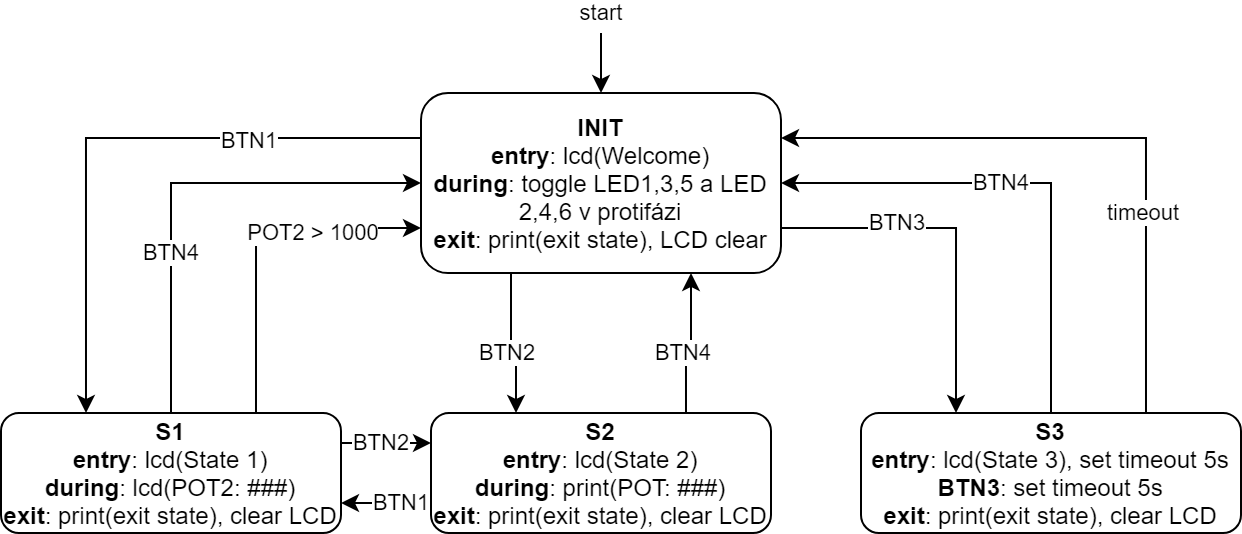 start
INIT
entry: lcd(Welcome)
during: toggle LED1,3,5 a LED
2,4,6 v protifázi
exit: print(exit state), LCD clear
BTN1
BTN4
POT2 > 1000
BTN4
timeout
BTN3
BTN2
BTN4
S1
entry: lcd(State 1)
during: lcd(POT2: ###)
exit: print(exit state), clear LCD
BTN2
BTN1
S2
entry: lcd(State 2)
during: print(POT: ###)
exit: print(exit state), clear LCD
S3
entry: lcd(State 3), set timeout 5s
BTN3: set timeout 5s
exit: print(exit state), clear LCD